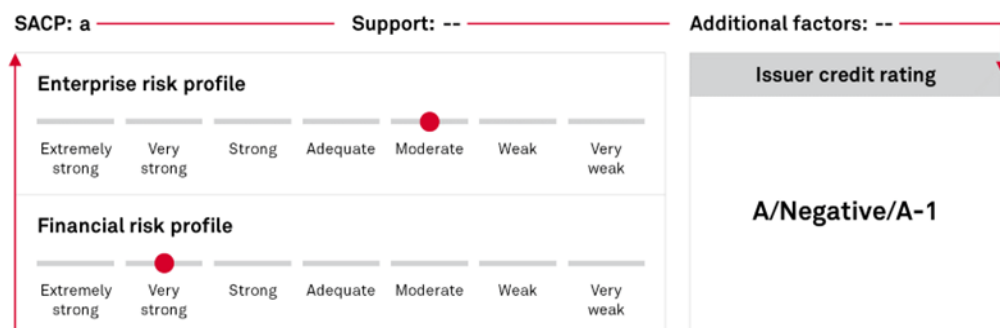 SACP: a Support: -- Additional factors: --
Enterprise risk profile
Extremely strong Very strong Strong Adequate Moderate Weak Very weak
Financial risk profile
Extremely strong Very strong Strong Adequate Moderate Weak Very weak
Issuer credit rating
A/Negative/A-1